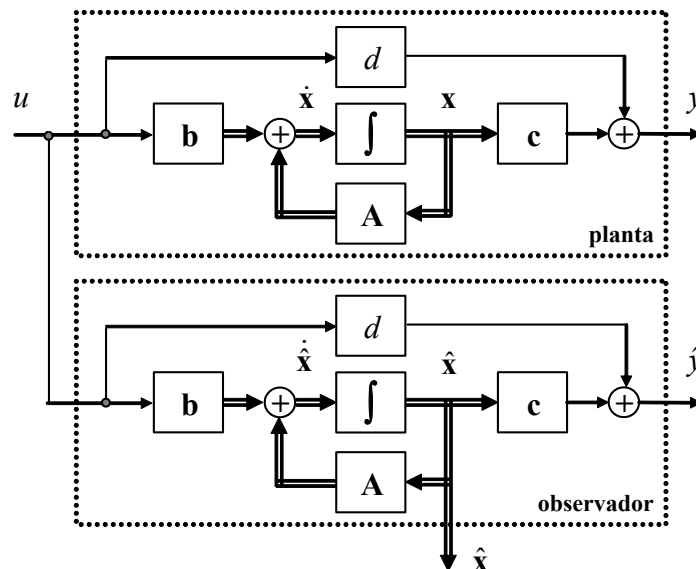 d
ẋ x
u b + ∫ c + y
A
planta
d
x̂̇ x̂
b + ∫ c + ŷ
A
observador
x̂